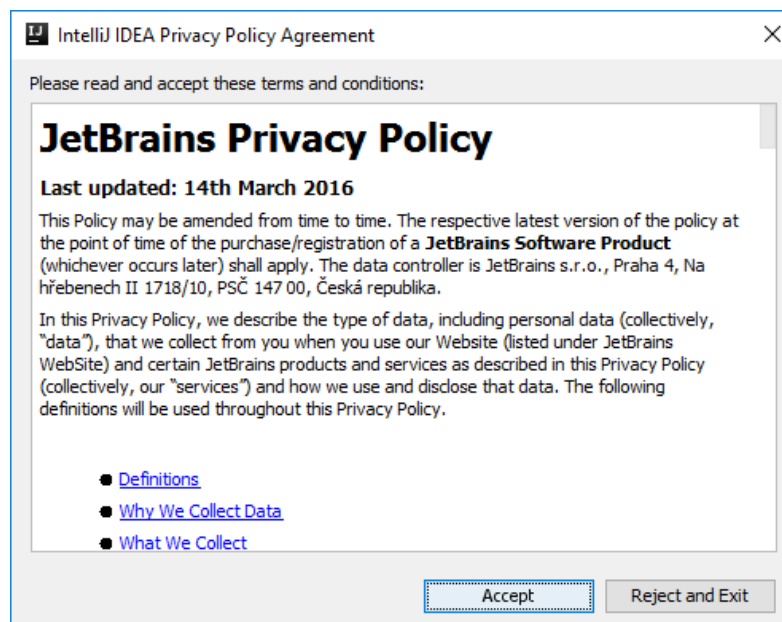 IJ IntelliJ IDEA Privacy Policy Agreement
Please read and accept these terms and conditions:
JetBrains Privacy Policy
Last updated: 14th March 2016
This Policy may be amended from time to time. The respective latest version of the policy at
the point of time of the purchase/registration of a JetBrains Software Product
(whichever occurs later) shall apply. The data controller is JetBrains s.r.o., Praha 4, Na
hřebenech II 1718/10, PSČ 147 00, Česká republika.
In this Privacy Policy, we describe the type of data, including personal data (collectively,
“data”), that we collect from you when you use our Website (listed under JetBrains
WebSite) and certain JetBrains products and services as described in this Privacy Policy
(collectively, our “services”) and how we use and disclose that data. The following
definitions will be used throughout this Privacy Policy.
Definitions
Why We Collect Data
What We Collect
Accept Reject and Exit